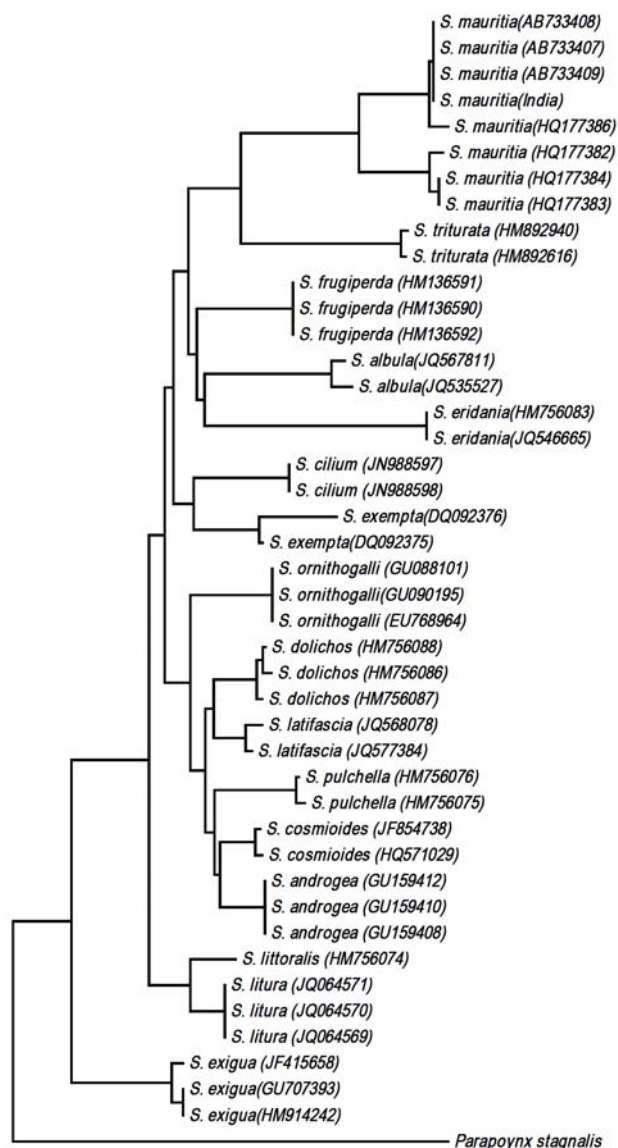 S. mauritia(AB733408)
S. mauritia (AB733407)
S. mauritia (AB733409)
S. mauritia(India)
S. mauritia(HQ177386)
S. mauritia (HQ177382)
S. mauritia (HQ177384)
S. mauritia (HQ177383)
S. triturata (HM892940)
S. triturata (HM892616)
S. frugiperda (HM136591)
S. frugiperda (HM136590)
S. frugiperda (HM136592)
S. albula(JQ567811)
S. albula(JQ535527)
S. eridania(HM756083)
S. eridania(JQ546665)
S. cilium (JN988597)
S. cilium (JN988598)
S. exempta(DQ092376)
S. exempta(DQ092375)
S. ornithogalli (GU088101)
S. ornithogalli(GU090195)
S. ornithogalli (EU768964)
S. dolichos (HM756088)
S. dolichos (HM756086)
S. dolichos (HM756087)
S. latifascia (JQ568078)
S. latifascia (JQ577384)
S. pulchella (HM756076)
S. pulchella (HM756075)
S. cosmioides (JF854738)
S. cosmioides (HQ571029)
S. androgea (GU159412)
S. androgea (GU159410)
S. androgea (GU159408)
S. littoralis (HM756074)
S. litura (JQ064571)
S. litura (JQ064570)
S. litura (JQ064569)
S. exigua (JF415658)
S. exigua(GU707393)
S. exigua(HM914242)
Parapoynx stagnalis